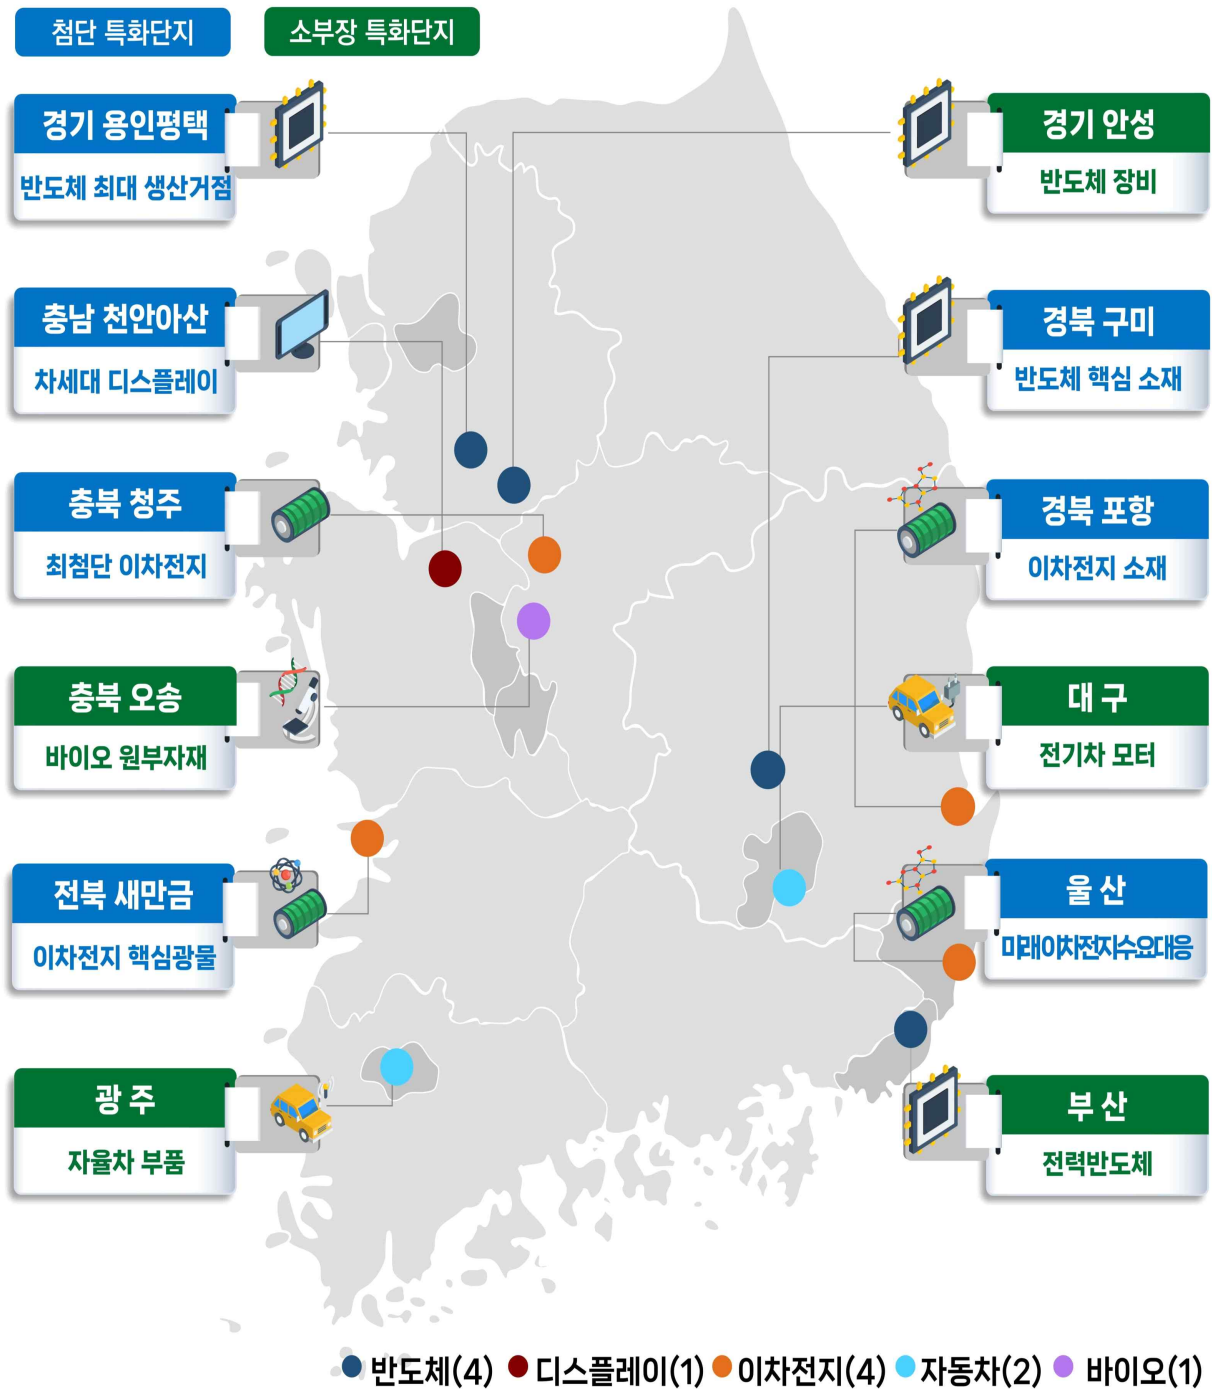 첨단 특화단지
소부장 특화단지
경기 용인평택
반도체 최대 생산거점
충남 천안아산
차세대 디스플레이
충북 청주
최첨단 이차전지
충북 오송
바이오 원부자재
전북 새만금
이차전지 핵심광물
광 주
자율차 부품
경기 안성
반도체 장비
경북 구미
반도체 핵심 소재
경북 포항
이차전지 소재
대 구
전기차 모터
울 산
미래이차전지수요대응
부 산
전력반도체
반도체(4) 디스플레이(1) 이차전지(4) 자동차(2) 바이오(1)